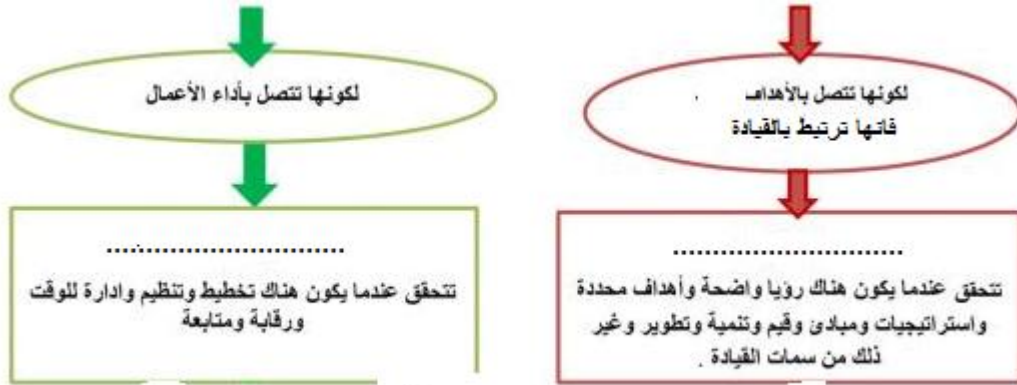 لكونها تتصل بالأهداف .
فانها ترتبط بالقيادة
............................
تتحقق عندما يكون هناك رؤيا واضحة وأهداف محددة
واستراتيجيات ومبادئ وقيم وتنمية وتطوير وغير
ذلك من سمات القيادة .
لكونها تتصل بأداء الأعمال
............................
تتحقق عندما يكون هناك تخطيط وتنظيم وادارة للوقت
ورقابة ومتابعة